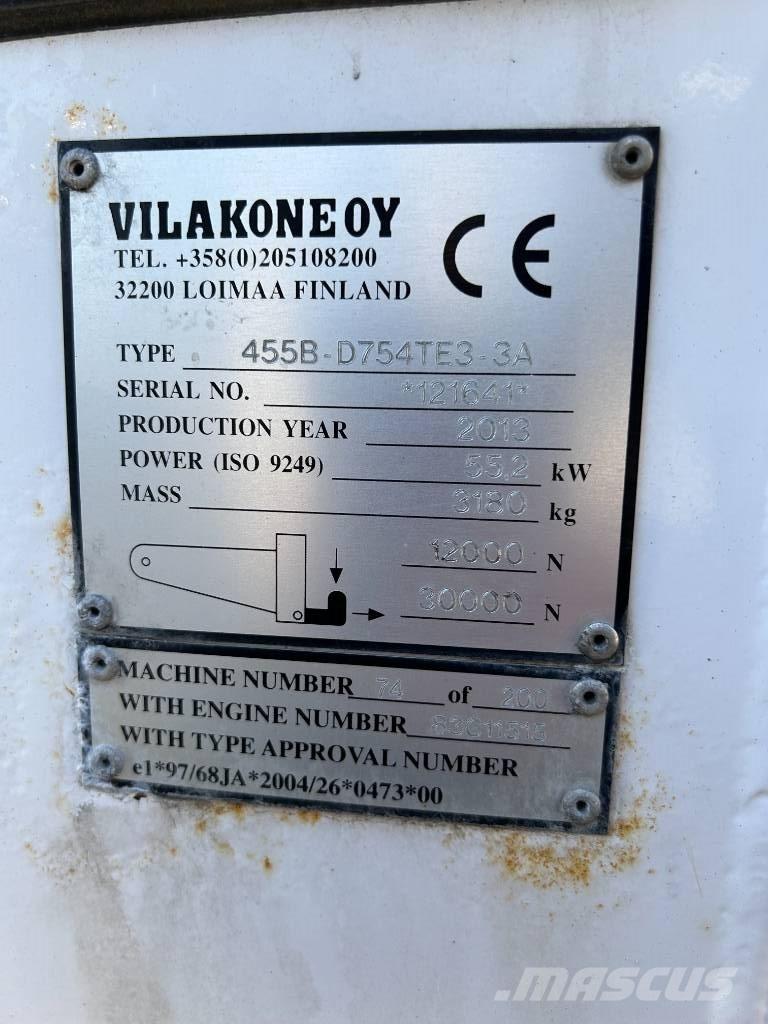 VILAKONE OY
TEL. +358(0)205108200
32200 LOIMAA FINLAND
CE
TYPE 455B-D754TE3-3A
SERIAL NO. *121641*
PRODUCTION YEAR 2013
POWER (ISO 9249) 55,2 kW
MASS 3180 kg
12000 N
30000 N
MACHINE NUMBER 74 of 200
WITH ENGINE NUMBER 83C11515
WITH TYPE APPROVAL NUMBER
e1*97/68JA*2004/26*0473*00
MASCUS